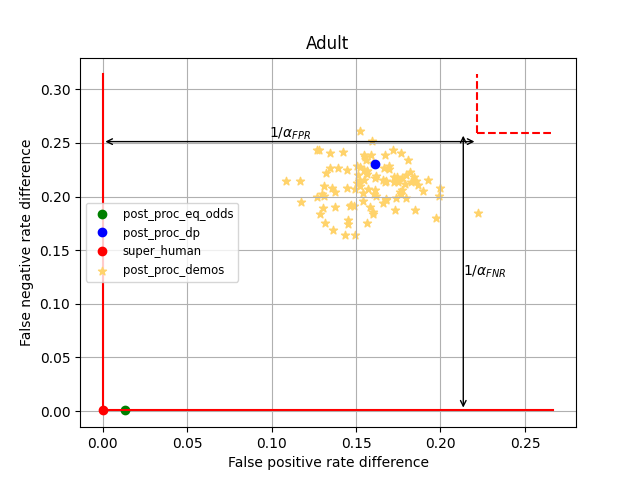 Adult
False negative rate difference
0.30
0.25
0.20
0.15
0.10
0.05
0.00
1/α_FPR
1/α_FNR
post_proc_eq_odds
post_proc_dp
super_human
post_proc_demos
0.00 0.05 0.10 0.15 0.20 0.25
False positive rate difference